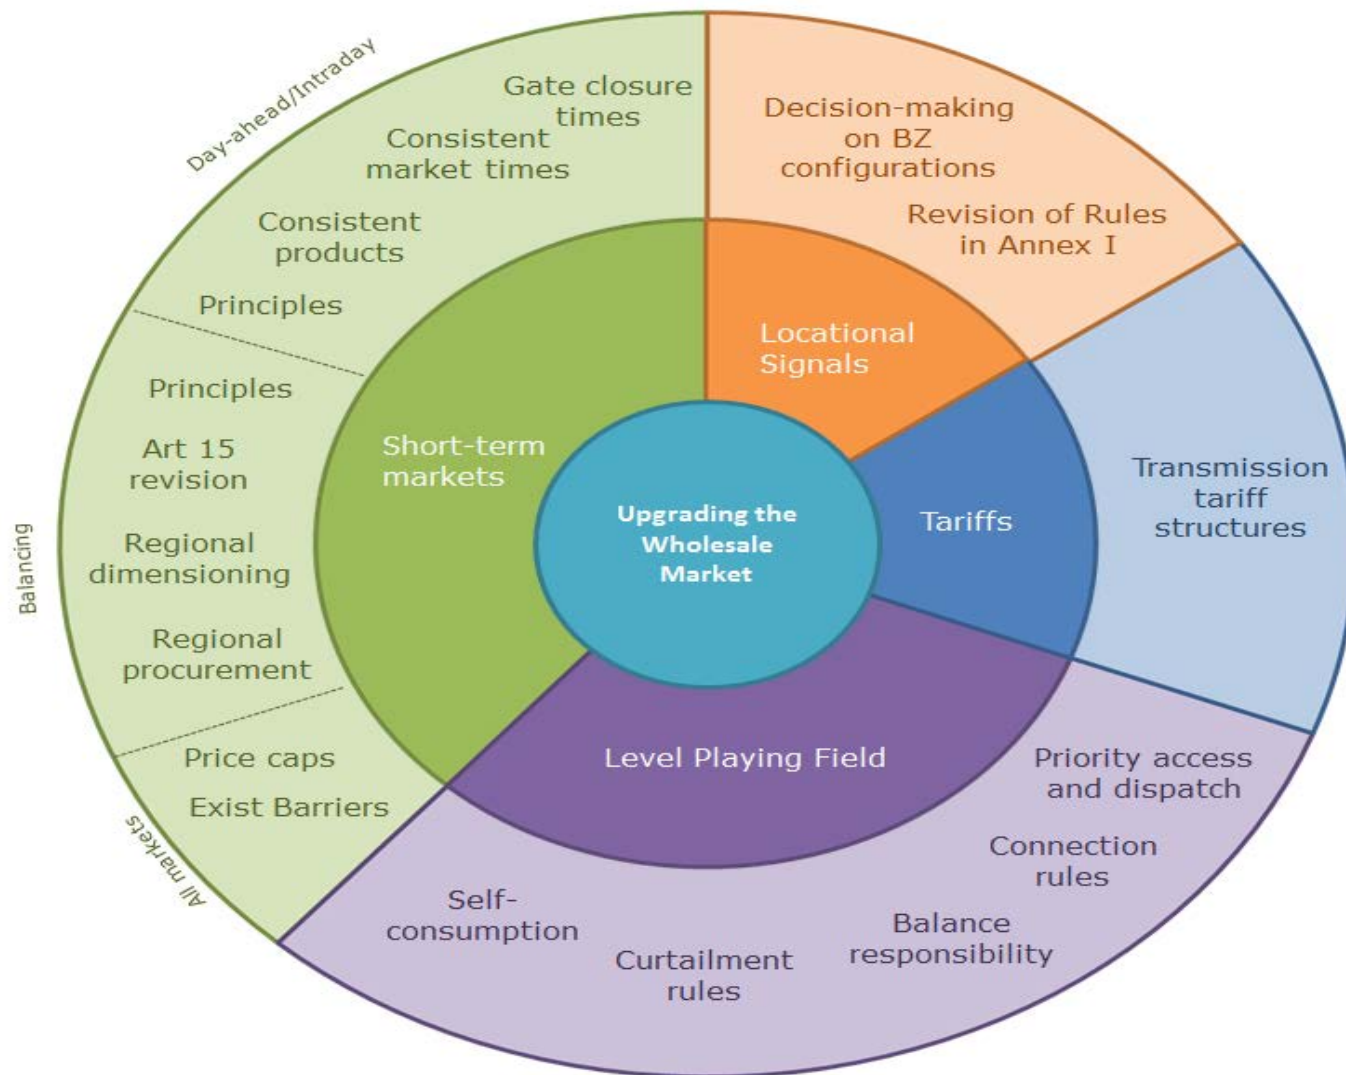 Day-ahead/Intraday
Gate closure
times
Consistent
market times
Consistent
products
Principles
Balancing
Principles
Art 15
revision
Regional
dimensioning
Regional
procurement
All markets
Price caps
Exist Barriers
Short-term
markets
Decision-making
on BZ
configurations
Revision of Rules
in Annex I
Locational
Signals
Transmission
tariff
structures
Tariffs
Upgrading the
Wholesale
Market
Level Playing Field
Priority access
and dispatch
Connection
rules
Balance
responsibility
Curtailment
rules
Self-
consumption